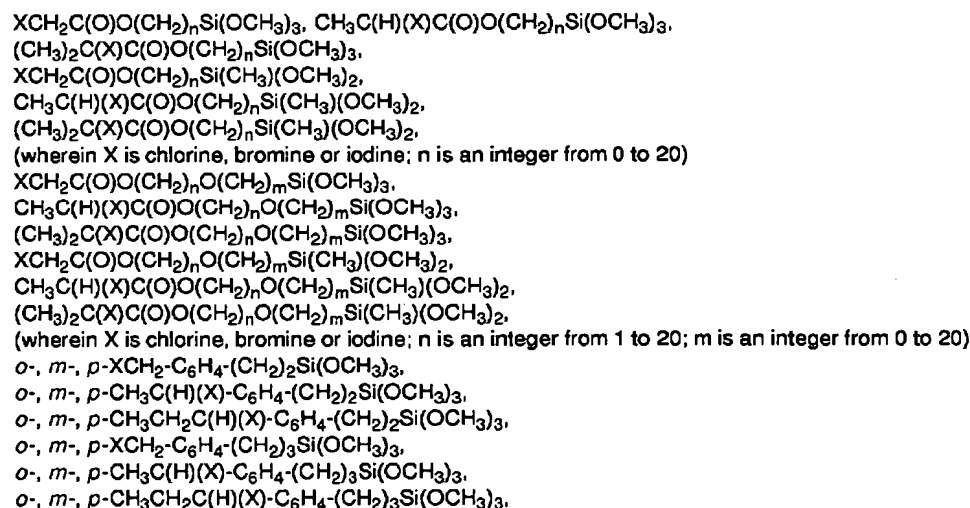 XCH₂C(O)O(CH₂)ₙSi(OCH₃)₃, CH₃C(H)(X)C(O)O(CH₂)ₙSi(OCH₃)₃,
(CH₃)₂C(X)C(O)O(CH₂)ₙSi(OCH₃)₃,
XCH₂C(O)O(CH₂)ₙSi(CH₃)(OCH₃)₂,
CH₃C(H)(X)C(O)O(CH₂)ₙSi(CH₃)(OCH₃)₂,
(CH₃)₂C(X)C(O)O(CH₂)ₙSi(CH₃)(OCH₃)₂,
(wherein X is chlorine, bromine or iodine; n is an integer from 0 to 20)
XCH₂C(O)O(CH₂)ₙO(CH₂)ₘSi(OCH₃)₃,
CH₃C(H)(X)C(O)O(CH₂)ₙO(CH₂)ₘSi(OCH₃)₃,
(CH₃)₂C(X)C(O)O(CH₂)ₙO(CH₂)ₘSi(OCH₃)₃,
XCH₂C(O)O(CH₂)ₙO(CH₂)ₘSi(CH₃)(OCH₃)₂,
CH₃C(H)(X)C(O)O(CH₂)ₙO(CH₂)ₘSi(CH₃)(OCH₃)₂,
(CH₃)₂C(X)C(O)O(CH₂)ₙO(CH₂)ₘSi(CH₃)(OCH₃)₂,
(wherein X is chlorine, bromine or iodine; n is an integer from 1 to 20; m is an integer from 0 to 20)
o-, m-, p-XCH₂-C₆H₄-(CH₂)₂Si(OCH₃)₃,
o-, m-, p-CH₃C(H)(X)-C₆H₄-(CH₂)₂Si(OCH₃)₃,
o-, m-, p-CH₃CH₂C(H)(X)-C₆H₄-(CH₂)₂Si(OCH₃)₃,
o-, m-, p-XCH₂-C₆H₄-(CH₂)₃Si(OCH₃)₃,
o-, m-, p-CH₃C(H)(X)-C₆H₄-(CH₂)₃Si(OCH₃)₃,
o-, m-, p-CH₃CH₂C(H)(X)-C₆H₄-(CH₂)₃Si(OCH₃)₃,